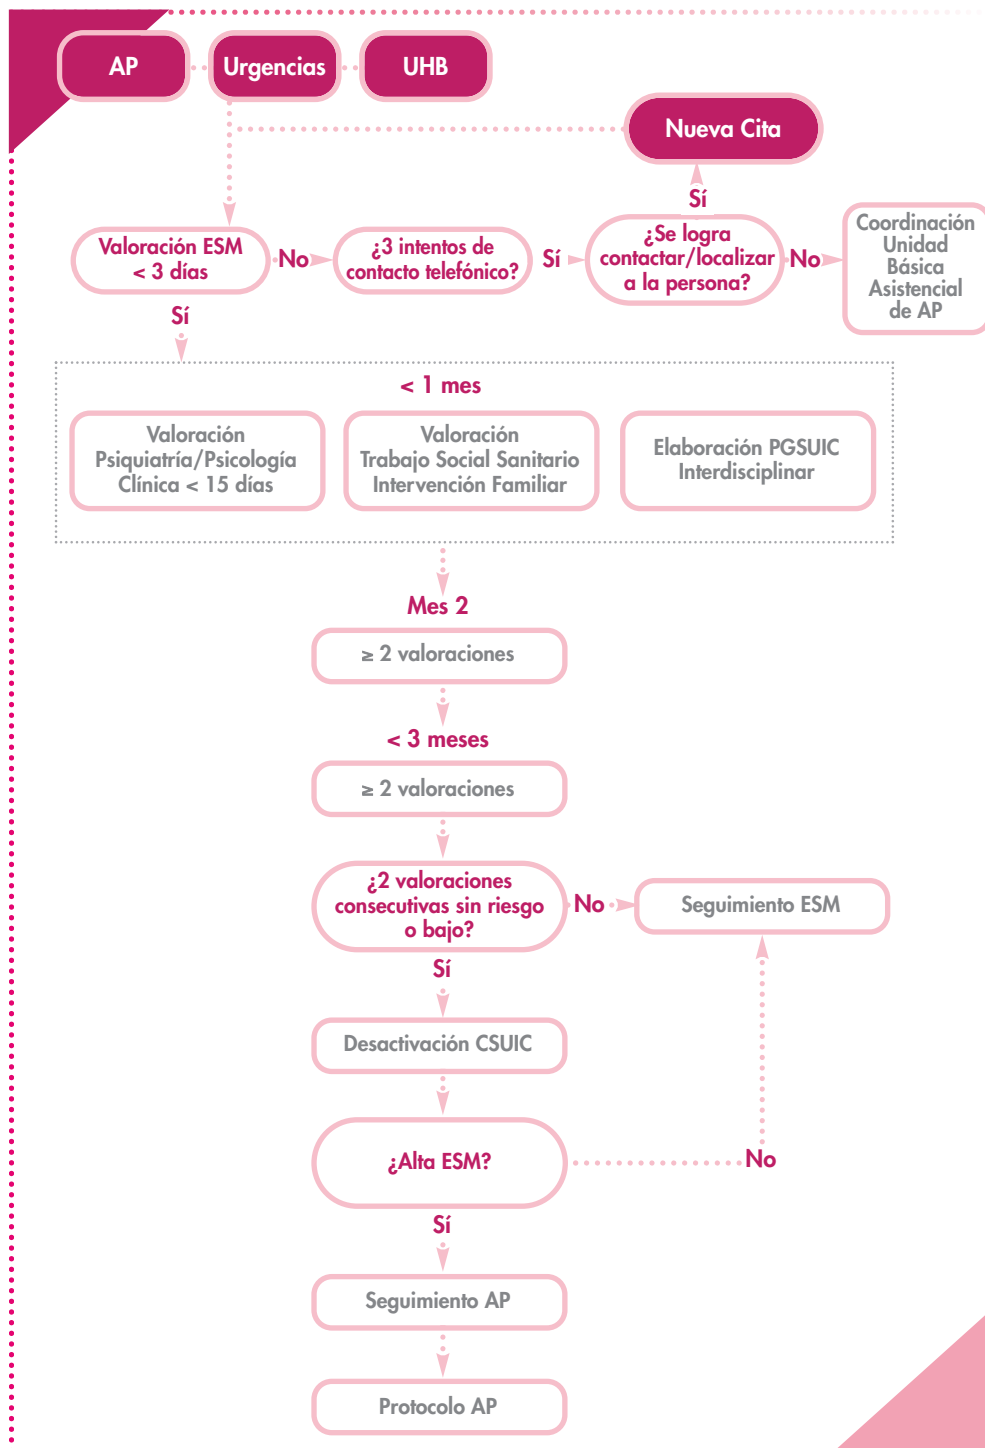 AP
Urgencias
UHB
Nueva Cita
Sí
Valoración ESM
< 3 días
No
¿3 intentos de
contacto telefónico?
Sí
¿Se logra
contactar/localizar
a la persona?
No
Coordinación
Unidad
Básica
Asistencial
de AP
Sí
< 1 mes
Valoración
Psiquiatría/Psicología
Clínica < 15 días
Valoración
Trabajo Social Sanitario
Intervención Familiar
Elaboración PGSUIC
Interdisciplinar
Mes 2
≥ 2 valoraciones
< 3 meses
≥ 2 valoraciones
¿2 valoraciones
consecutivas sin riesgo
o bajo?
No
Seguimiento ESM
Sí
Desactivación CSUIC
¿Alta ESM?
No
Sí
Seguimiento AP
Protocolo AP